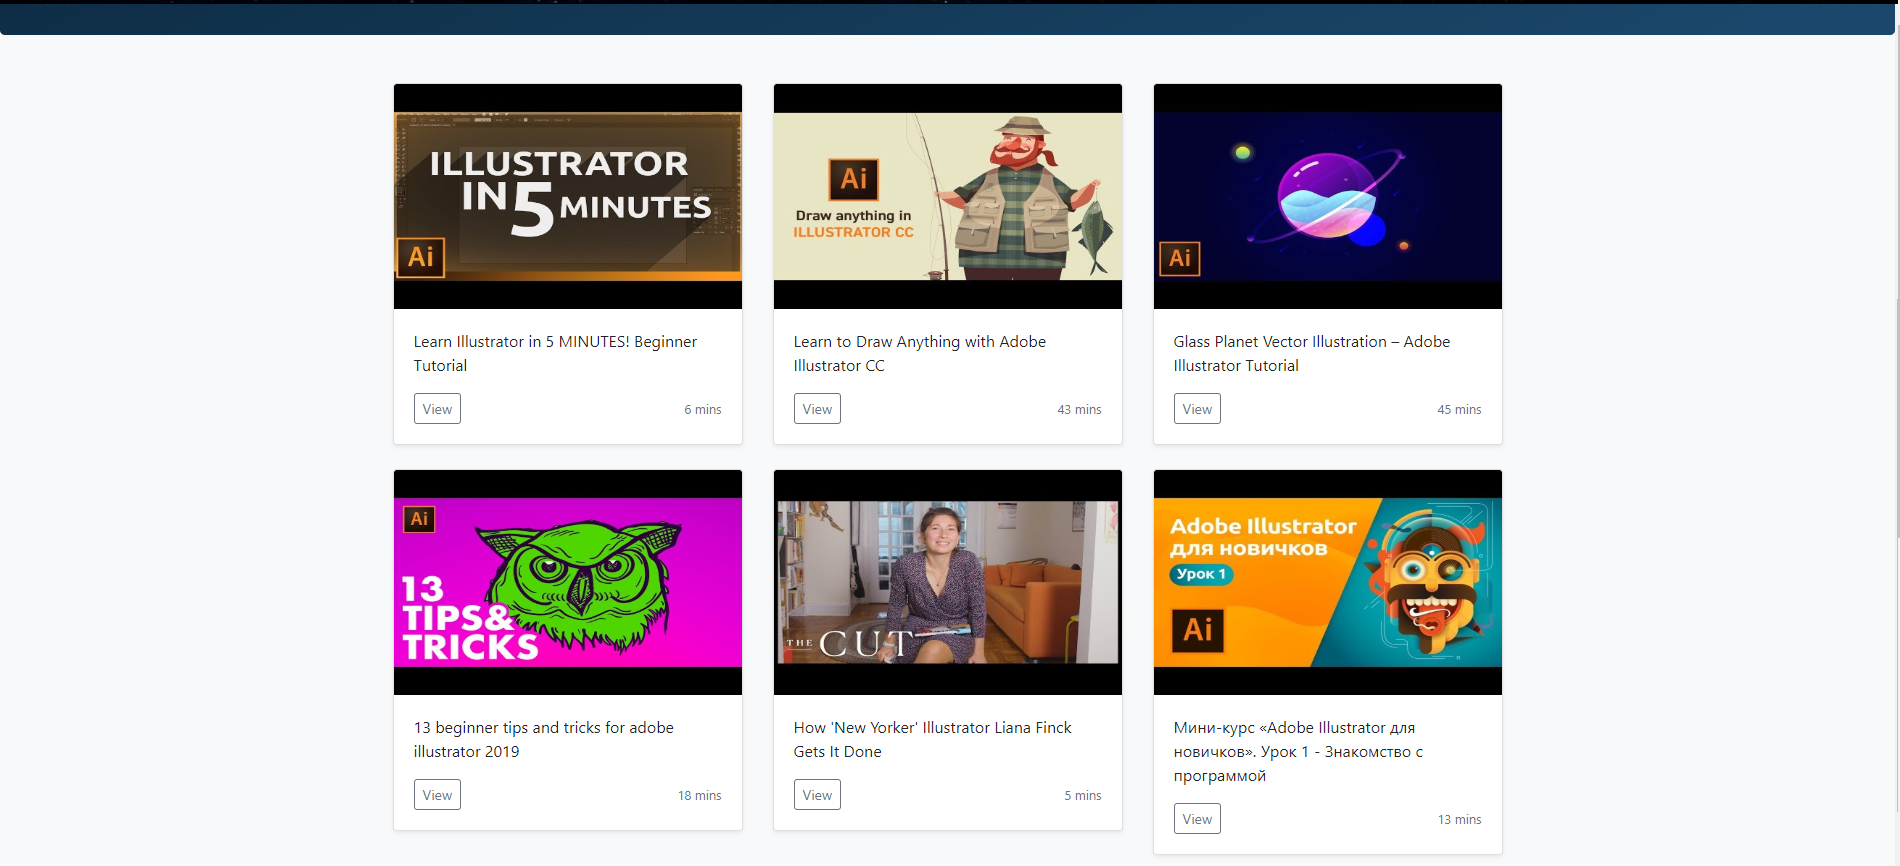 ILLUSTRATOR
IN 5 MINUTES
Ai
Ai
Draw anything in
ILLUSTRATOR CC
Ai
Learn Illustrator in 5 MINUTES! Beginner
Tutorial
View
6 mins
Learn to Draw Anything with Adobe
Illustrator CC
View
43 mins
Glass Planet Vector Illustration – Adobe
Illustrator Tutorial
View
45 mins
Ai
13
TIPS&
TRICKS
THE CUT
Adobe Illustrator
для новичков
Урок 1
Ai
13 beginner tips and tricks for adobe
illustrator 2019
View
18 mins
How 'New Yorker' Illustrator Liana Finck
Gets It Done
View
5 mins
Мини-курс «Adobe Illustrator для
новичков». Урок 1 - Знакомство с
программой
View
13 mins